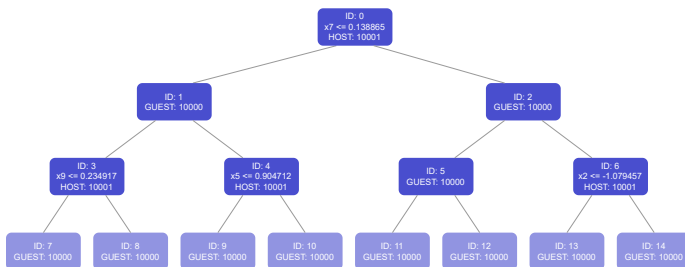 ID: 0
x7 <= 0.138865
HOST: 10001
ID: 1
GUEST: 10000
ID: 2
GUEST: 10000
ID: 3
x9 <= 0.234917
HOST: 10001
ID: 4
x5 <= 0.904712
HOST: 10001
ID: 5
GUEST: 10000
ID: 6
x2 <= -1.079457
HOST: 10001
ID: 7
GUEST: 10000
ID: 8
GUEST: 10000
ID: 9
GUEST: 10000
ID: 10
GUEST: 10000
ID: 11
GUEST: 10000
ID: 12
GUEST: 10000
ID: 13
GUEST: 10000
ID: 14
GUEST: 10000